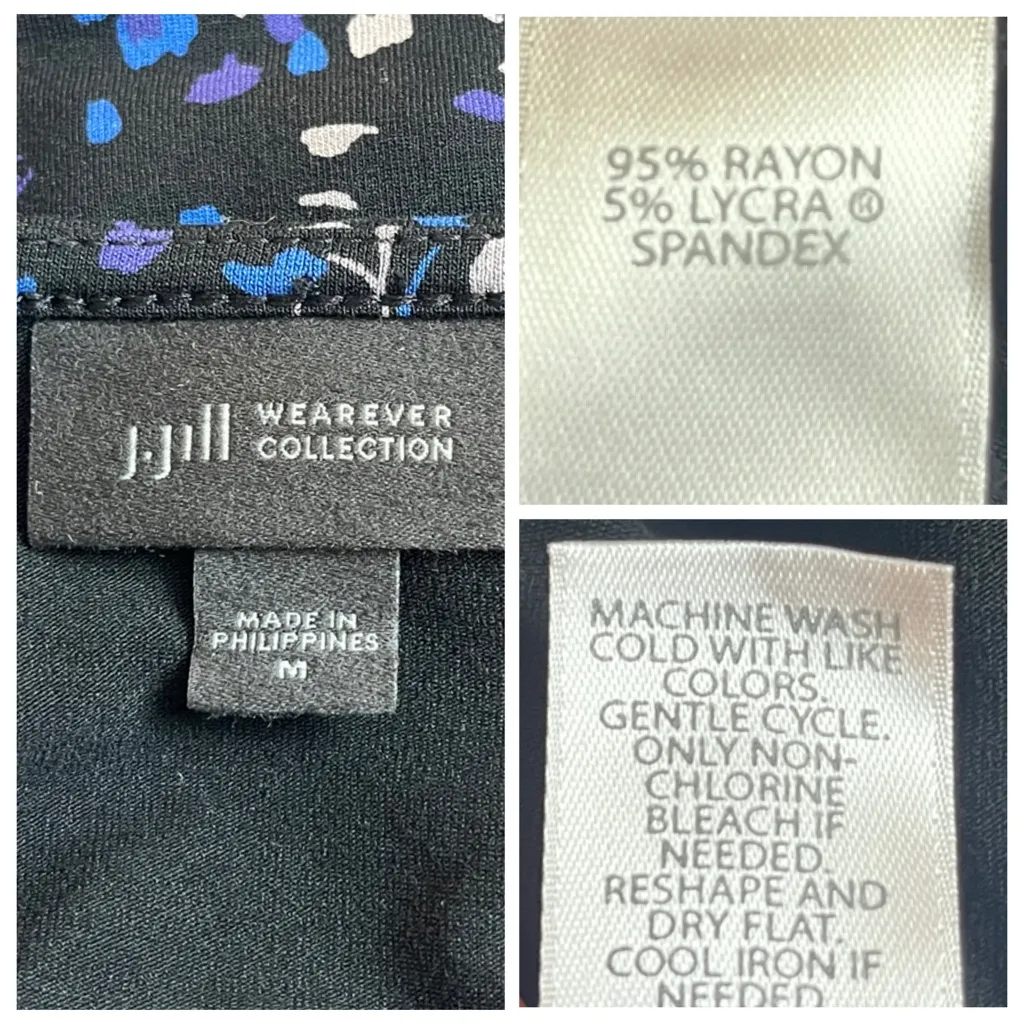 J.Jill WEAREVER
COLLECTION
MADE IN
PHILIPPINES
M
95% RAYON
5% LYCRA ®
SPANDEX
MACHINE WASH
COLD WITH LIKE
COLORS.
GENTLE CYCLE.
ONLY NON-
CHLORINE
BLEACH IF
NEEDED.
RESHAPE AND
DRY FLAT.
COOL IRON IF
NEEDED